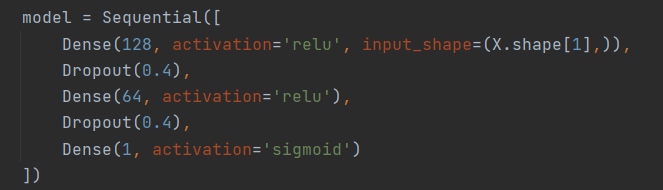 model = Sequential([
    Dense(128, activation='relu', input_shape=(X.shape[1],)),
    Dropout(0.4),
    Dense(64, activation='relu'),
    Dropout(0.4),
    Dense(1, activation='sigmoid')
])